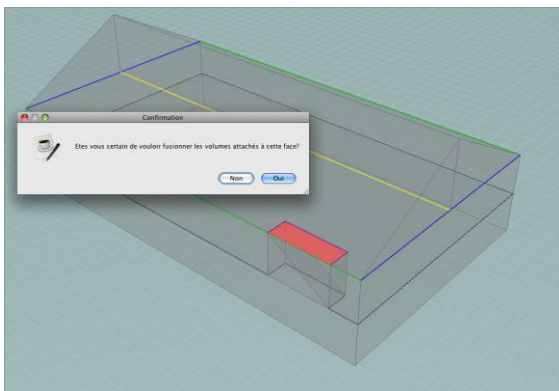 Confirmation
Etes vous certain de vouloir fusionner les volumes attachés à cette face?
Non
Oui